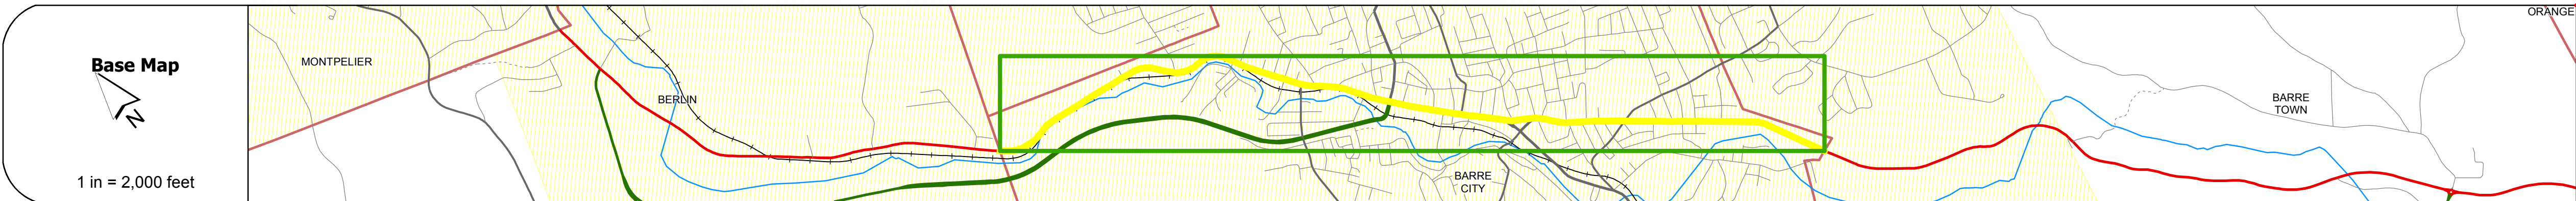 Base Map
N
1 in = 2,000 feet
MONTPELIER
BERLIN
BARRE
CITY
BARRE
TOWN
ORANGE